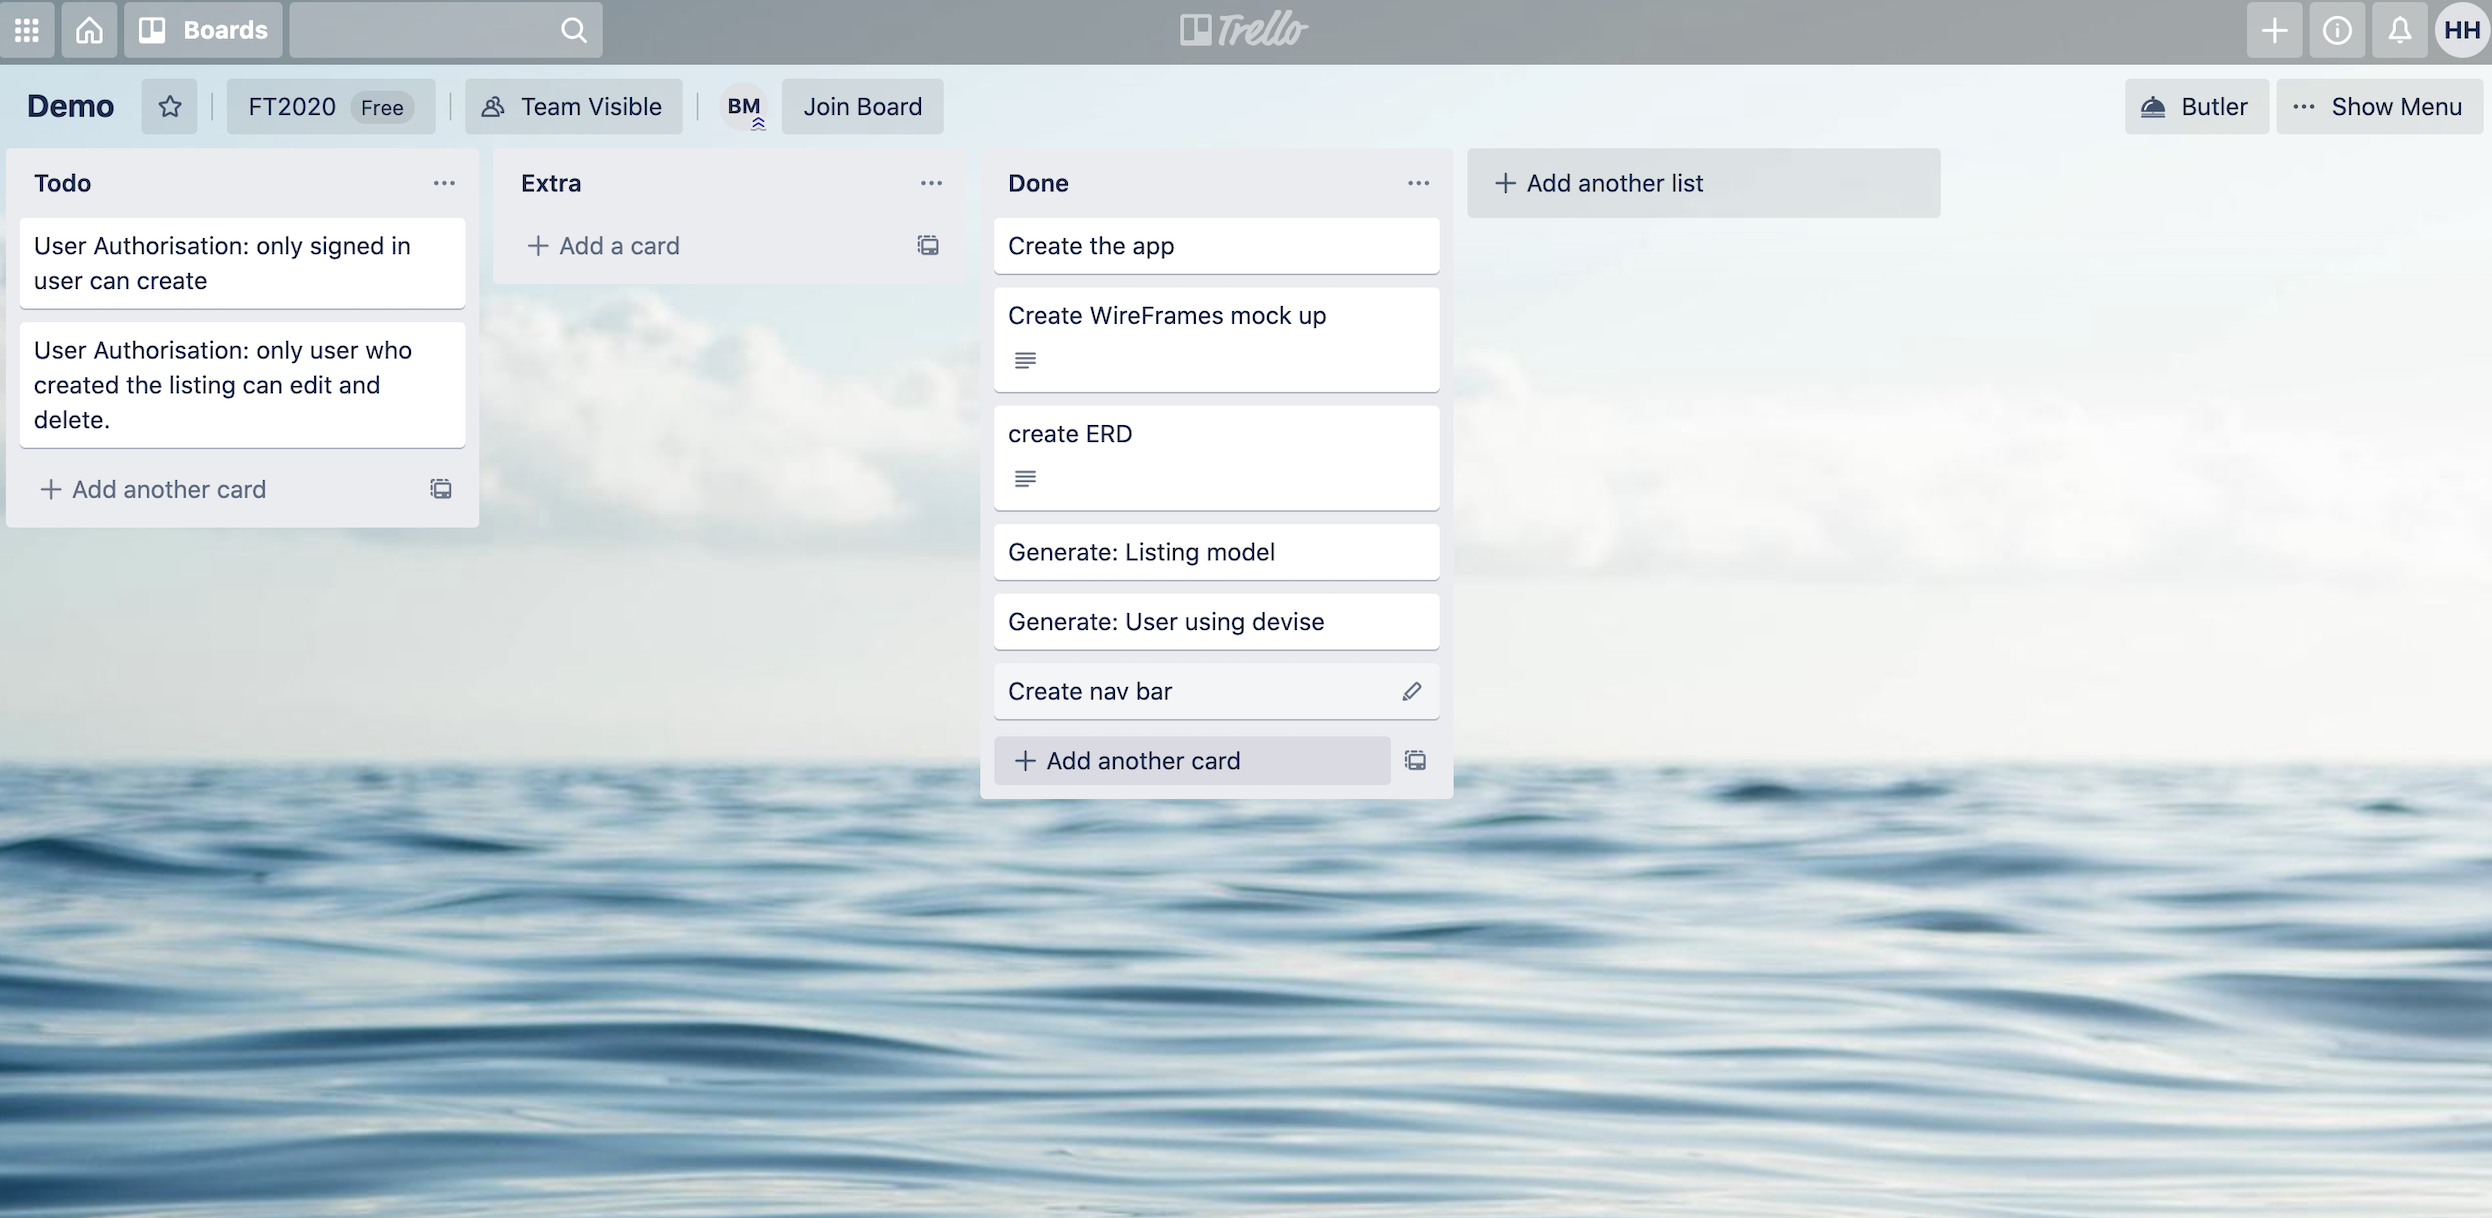 Boards
Trello
HH
Demo
FT2020 Free
Team Visible
BM
Join Board
Butler
Show Menu
Todo
User Authorisation: only signed in
user can create
User Authorisation: only user who
created the listing can edit and
delete.
Add another card
Extra
Add a card
Done
Create the app
Create WireFrames mock up
create ERD
Generate: Listing model
Generate: User using devise
Create nav bar
Add another card
Add another list